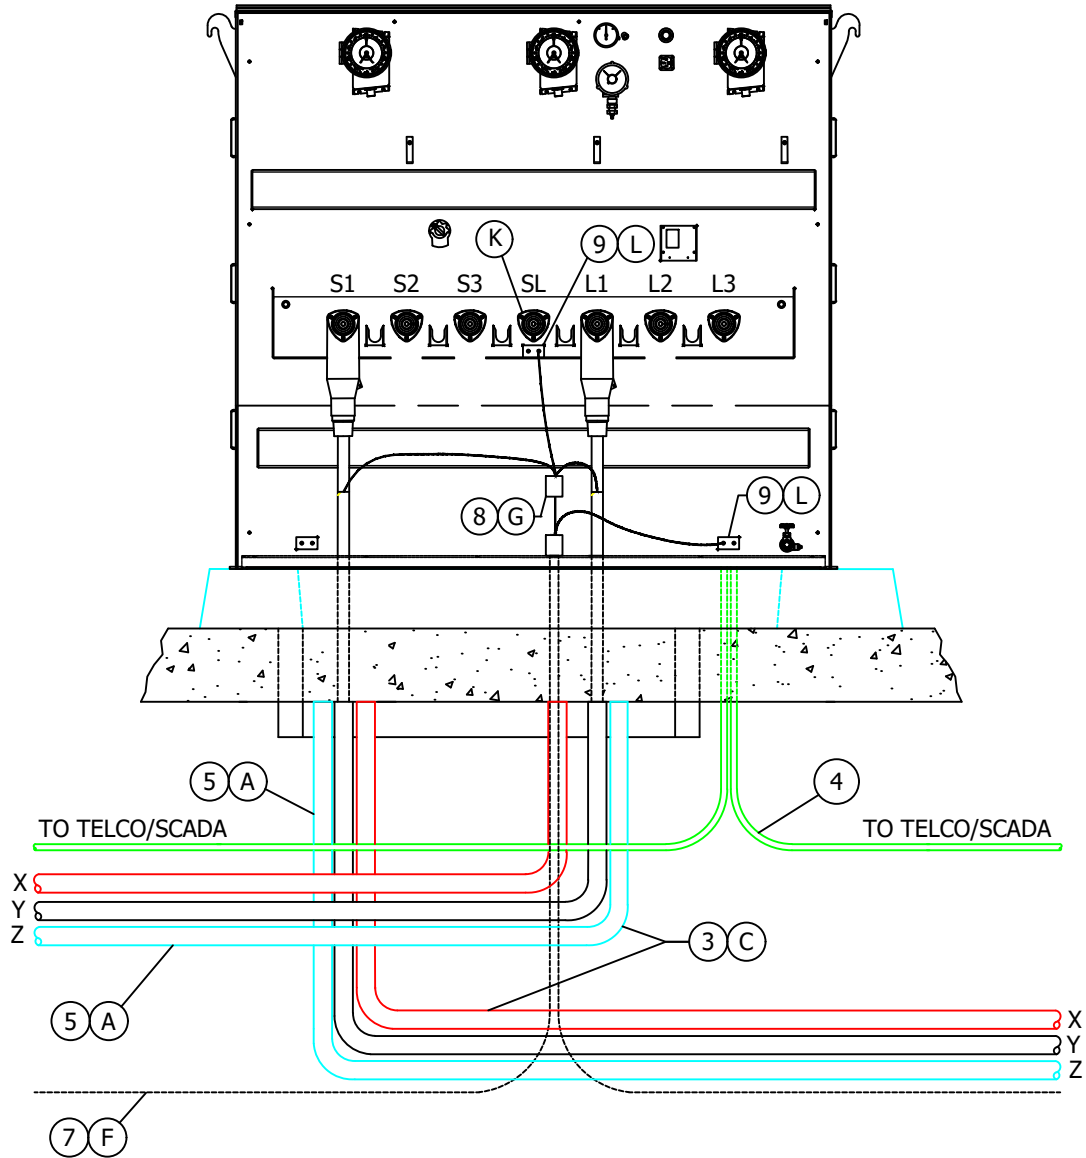 K
9 L
S1 S2 S3 SL L1 L2 L3
9 L
8 G
5 A
4
TO TELCO/SCADA
TO TELCO/SCADA
X
Y
Z
3 C
5 A
X
Y
Z
7 F